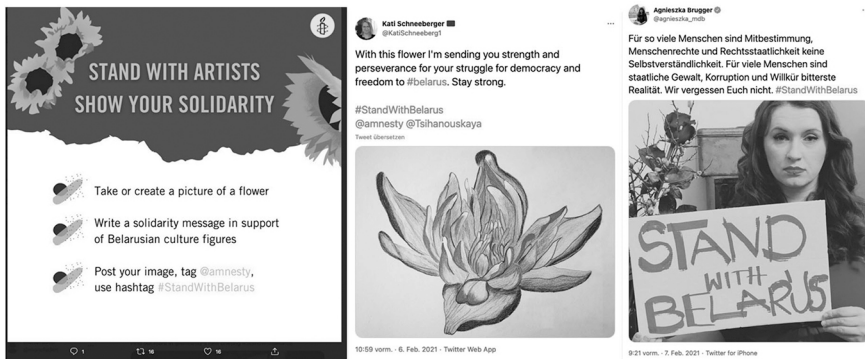 STAND WITH ARTISTS
SHOW YOUR SOLIDARITY
Take or create a picture of a flower
Write a solidarity message in support
of Belarusian culture figures
Post your image, tag @amnesty,
use hashtag #StandWithBelarus
1
16
16
Kati Schneeberger
@KatiSchneeberg1
With this flower I'm sending you strength and
perseverance for your struggle for democracy and
freedom to #belarus. Stay strong.
#StandWithBelarus
@amnesty @Tsihanouskaya
Tweet übersetzen
10:59 vorm. · 6. Feb. 2021 · Twitter Web App
Agnieszka Brugger
@agnieszka_mdb
Für so viele Menschen sind Mitbestimmung,
Menschenrechte und Rechtsstaatlichkeit keine
Selbstverständlichkeit. Für viele Menschen sind
staatliche Gewalt, Korruption und Willkür bitterste
Realität. Wir vergessen Euch nicht. #StandWithBelarus
STAND
WITH
BELARUS
9:21 vorm. · 7. Feb. 2021 · Twitter for iPhone